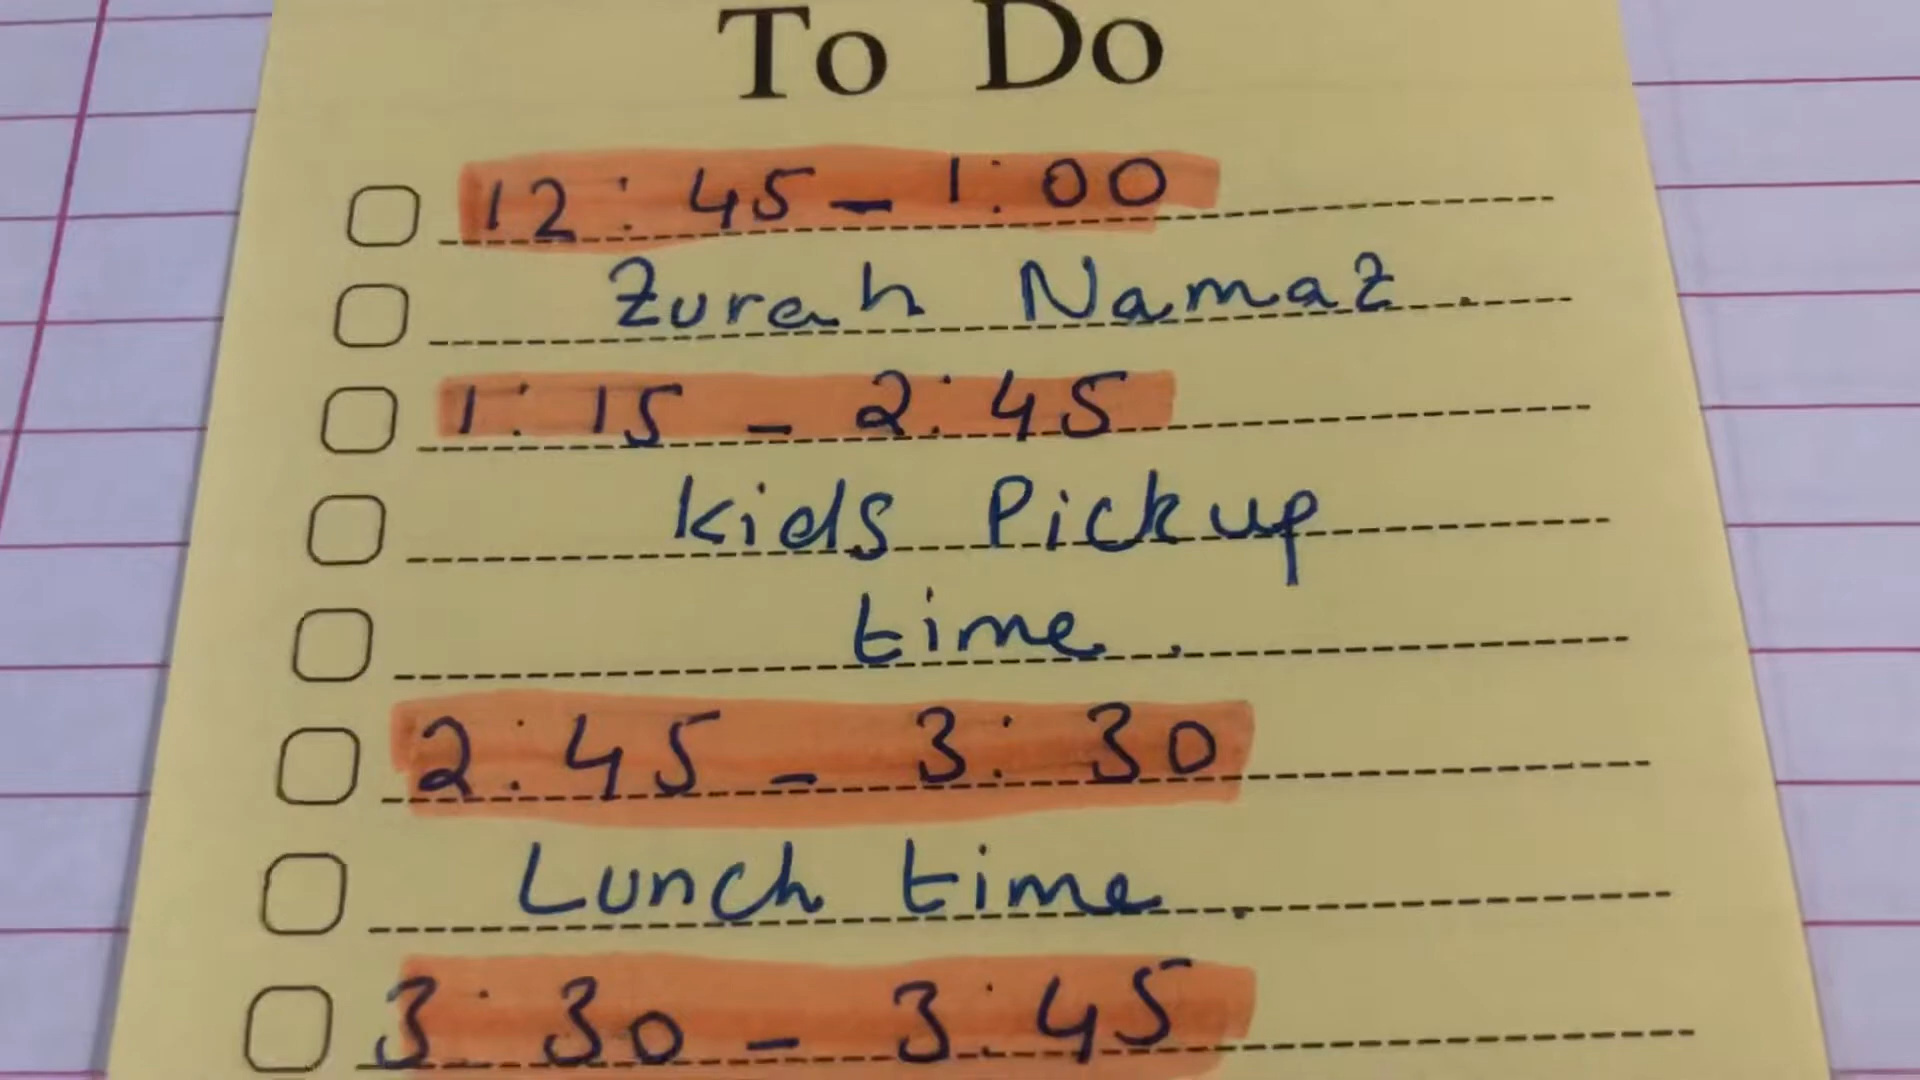 To Do
12:45 - 1:00
Zurah Namaz.
1:15 - 2:45
kids Pickup
time.
2:45 - 3:30
Lunch time.
3:30 - 3:45